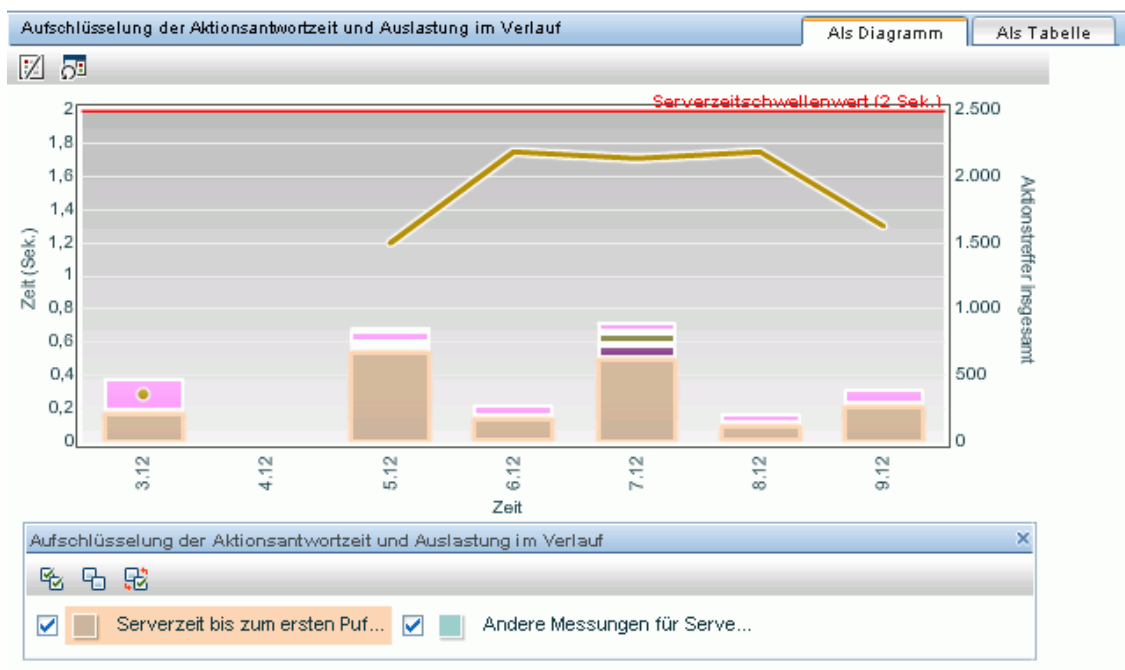 Aufschlüsselung der Aktionsantwortzeit und Auslastung im Verlauf
Als Diagramm
Als Tabelle
Serverzeitschwellenwert (2 Sek.)
2
1,8
1,6
1,4
1,2
1
0,8
0,6
0,4
0,2
0
Zeit (Sek.)
2.500
2.000
1.500
1.000
500
0
Aktionstreffer insgesamt
3.12
4.12
5.12
6.12
7.12
8.12
9.12
Zeit
Aufschlüsselung der Aktionsantwortzeit und Auslastung im Verlauf
Serverzeit bis zum ersten Puf...
Andere Messungen für Serve...